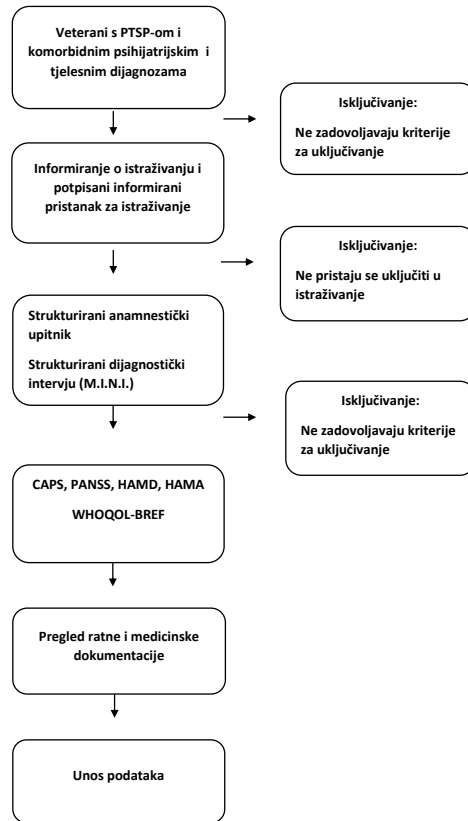 Veterani s PTSP-om i
komorbidnim psihijatrijskim i
tjelesnim dijagnozama
Isključivanje:
Ne zadovoljavaju kriterije
za uključivanje
Informiranje o istraživanju i
potpisani informirani
pristanak za istraživanje
Isključivanje:
Ne pristaju se uključiti u
istraživanje
Strukturirani anamnestički
upitnik
Strukturirani dijagnostički
intervju (M.I.N.I.)
Isključivanje:
Ne zadovoljavaju kriterije
za uključivanje
CAPS, PANSS, HAMD, HAMA
WHOQOL-BREF
Pregled ratne i medicinske
dokumentacije
Unos podataka